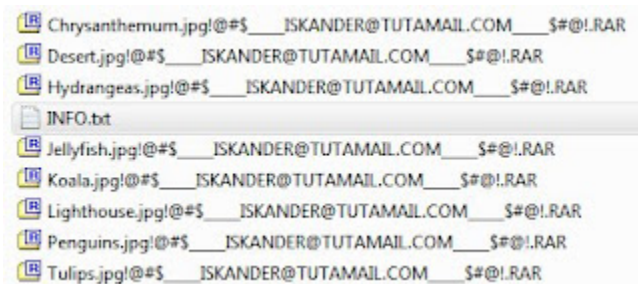 Chrysanthemum.jpg!@#$____ISKANDER@TUTAMAIL.COM____$#@!.RAR
Desert.jpg!@#$____ISKANDER@TUTAMAIL.COM____$#@!.RAR
Hydrangeas.jpg!@#$____ISKANDER@TUTAMAIL.COM____$#@!.RAR
INFO.txt
Jellyfish.jpg!@#$____ISKANDER@TUTAMAIL.COM____$#@!.RAR
Koala.jpg!@#$____ISKANDER@TUTAMAIL.COM____$#@!.RAR
Lighthouse.jpg!@#$____ISKANDER@TUTAMAIL.COM____$#@!.RAR
Penguins.jpg!@#$____ISKANDER@TUTAMAIL.COM____$#@!.RAR
Tulips.jpg!@#$____ISKANDER@TUTAMAIL.COM____$#@!.RAR